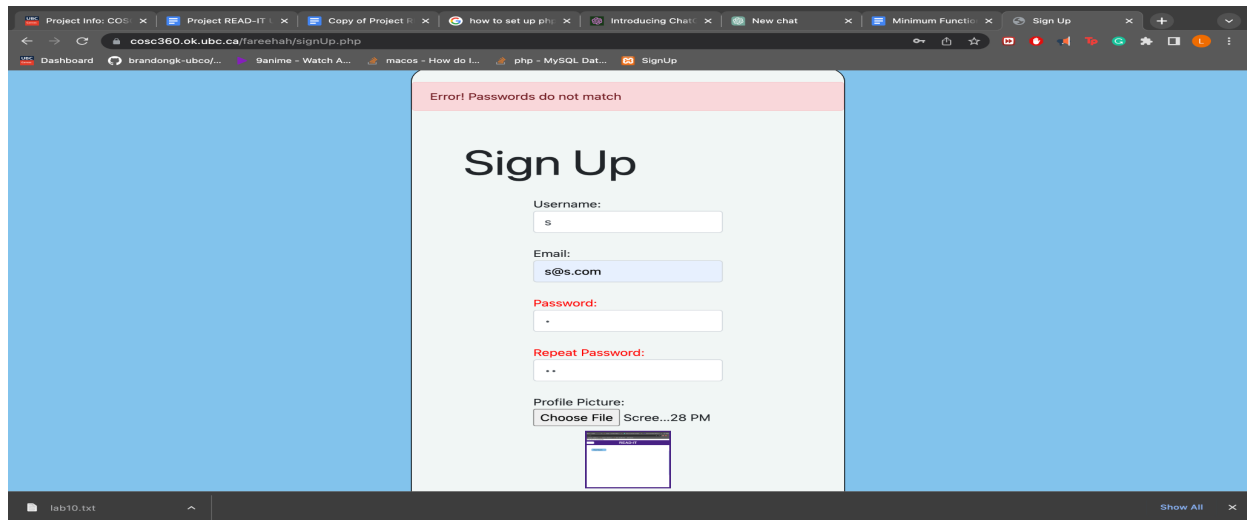 Project Info: COS
Project READ-IT
Copy of Project R
how to set up php
Introducing Chat
New chat
Minimum Functio
Sign Up
cosc360.ok.ubc.ca/fareehah/signUp.php
Dashboard
brandongk-ubco/...
9anime - Watch A...
macos - How do I...
php - MySQL Dat...
SignUp
Error! Passwords do not match
Sign Up
Username:
s
Email:
s@s.com
Password:
Repeat Password:
Profile Picture:
Choose File Scree...28 PM
READ-IT
lab10.txt
Show All